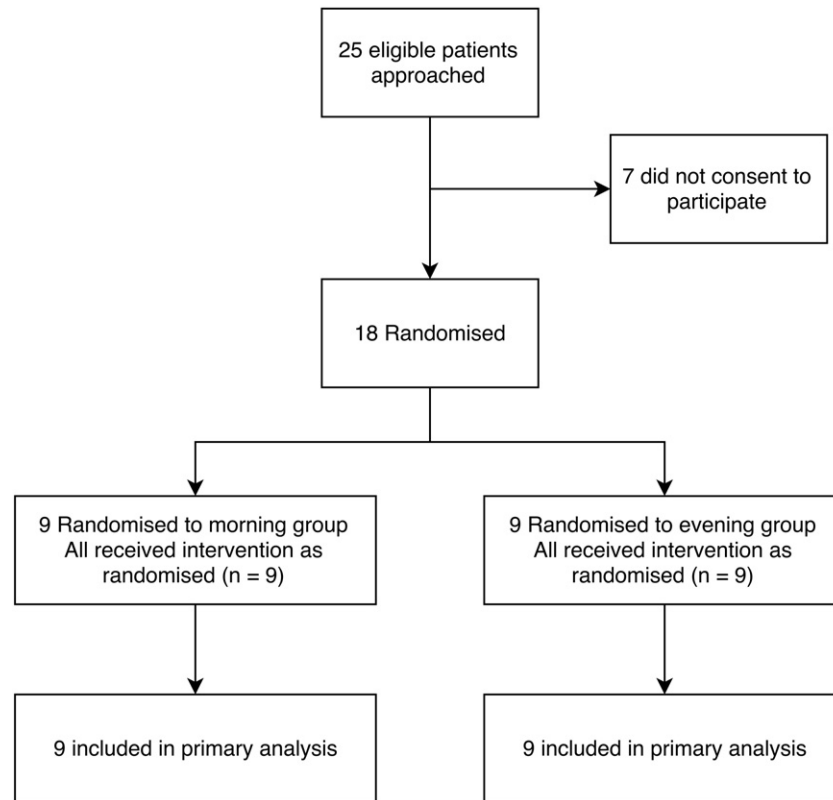 25 eligible patients
approached
7 did not consent to
participate
18 Randomised
9 Randomised to morning group
All received intervention as
randomised (n = 9)
9 Randomised to evening group
All received intervention as
randomised (n = 9)
9 included in primary analysis
9 included in primary analysis